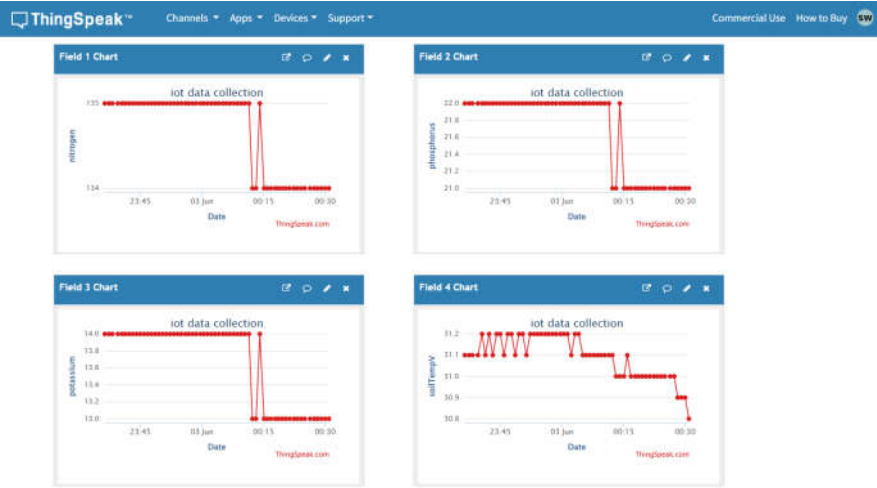 ThingSpeak™ Channels Apps Devices Support Commercial Use How to Buy SW
Field 1 Chart
iot data collection
135
134
nitrogen
23:45 03 Jun 00:15 00:30
Date
ThingSpeak.com
Field 2 Chart
iot data collection
22.0
21.8
21.6
21.4
21.2
21.0
phosphorus
23:45 03 Jun 00:15 00:30
Date
ThingSpeak.com
Field 3 Chart
iot data collection
14.0
13.8
13.6
13.4
13.2
13.0
potassium
23:45 03 Jun 00:15 00:30
Date
ThingSpeak.com
Field 4 Chart
iot data collection
31.2
31.1
31.0
30.9
30.8
soilTempV
23:45 03 Jun 00:15 00:30
Date
ThingSpeak.com